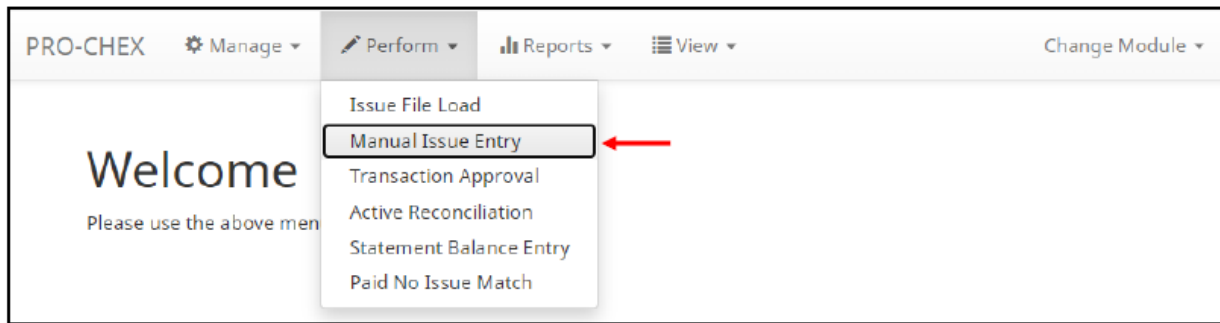 PRO-CHEX Manage Perform Reports View Change Module
Issue File Load
Manual Issue Entry
Transaction Approval
Active Reconciliation
Statement Balance Entry
Paid No Issue Match
Welcome
Please use the above men